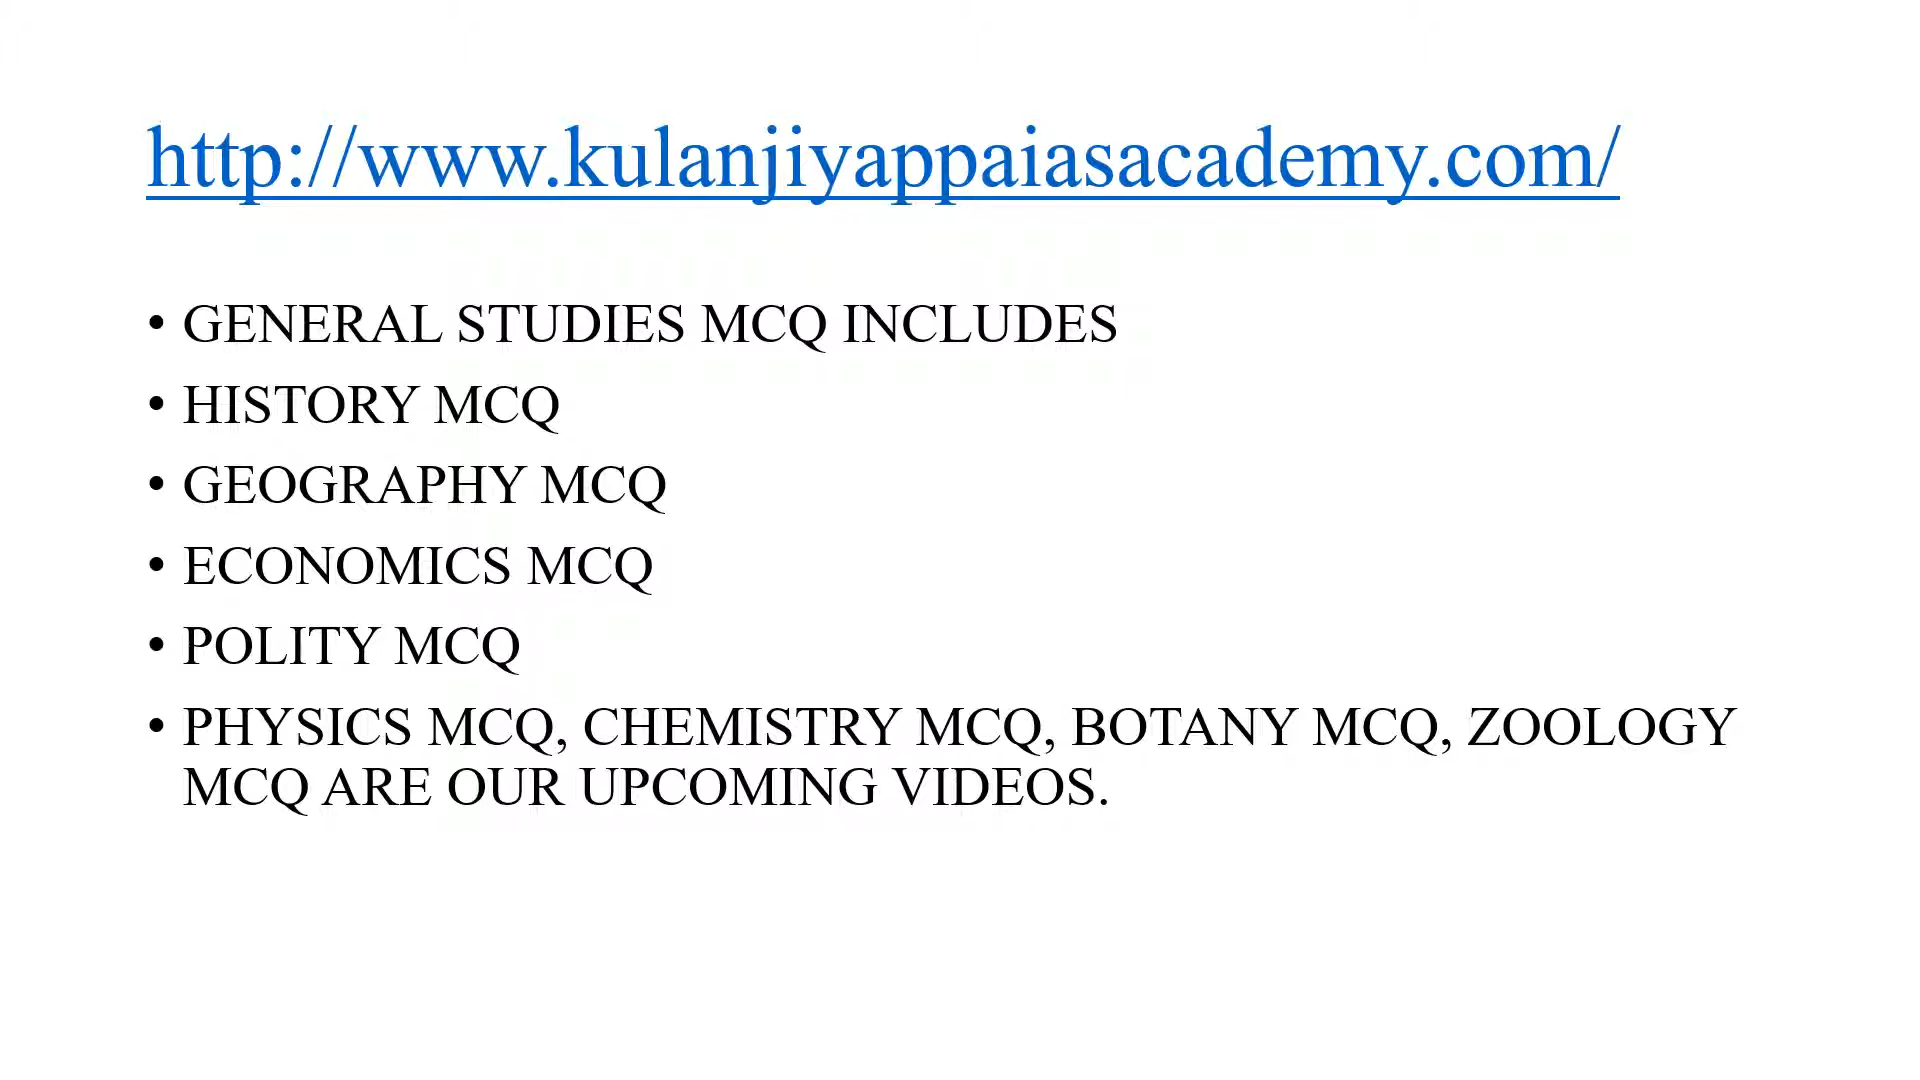 http://www.kulanjiyappaiasacademy.com/
• GENERAL STUDIES MCQ INCLUDES
• HISTORY MCQ
• GEOGRAPHY MCQ
• ECONOMICS MCQ
• POLITY MCQ
• PHYSICS MCQ, CHEMISTRY MCQ, BOTANY MCQ, ZOOLOGY
MCQ ARE OUR UPCOMING VIDEOS.